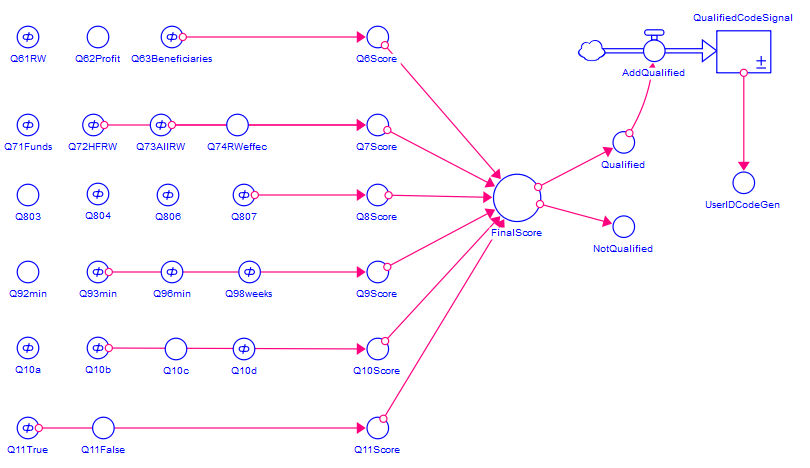 QualifiedCodeSignal
Q61RW
Q62Profit
Q63Beneficiaries
Q6Score
AddQualified
Q71Funds
Q72HFRW
Q73AllRW
Q74RWeffec
Q7Score
Qualified
Q803
Q804
Q806
Q807
Q8Score
FinalScore
UserIDCodeGen
NotQualified
Q92min
Q93min
Q96min
Q98weeks
Q9Score
Q10a
Q10b
Q10c
Q10d
Q10Score
Q11True
Q11False
Q11Score